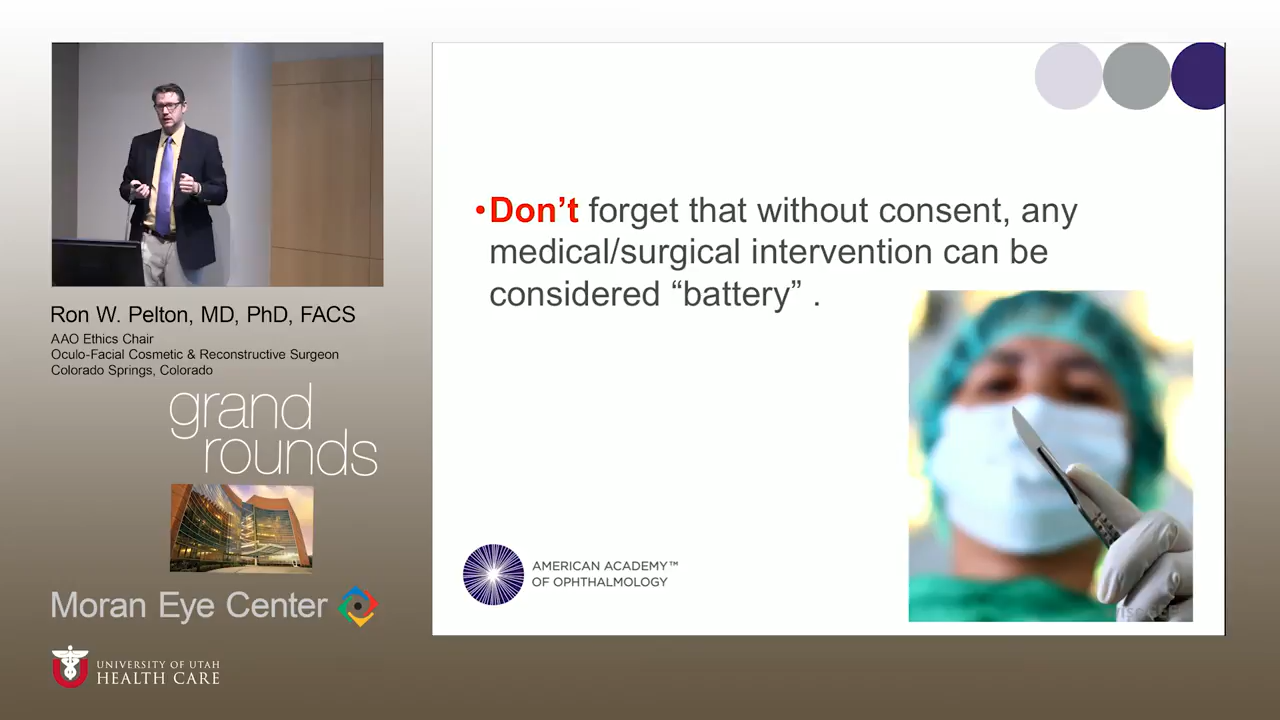 Ron W. Pelton, MD, PhD, FACS
AAO Ethics Chair
Oculo-Facial Cosmetic & Reconstructive Surgeon
Colorado Springs, Colorado
grand
rounds
Moran Eye Center
UNIVERSITY OF UTAH
HEALTH CARE
•Don’t forget that without consent, any
medical/surgical intervention can be
considered “battery” .
AMERICAN ACADEMY™
OF OPHTHALMOLOGY